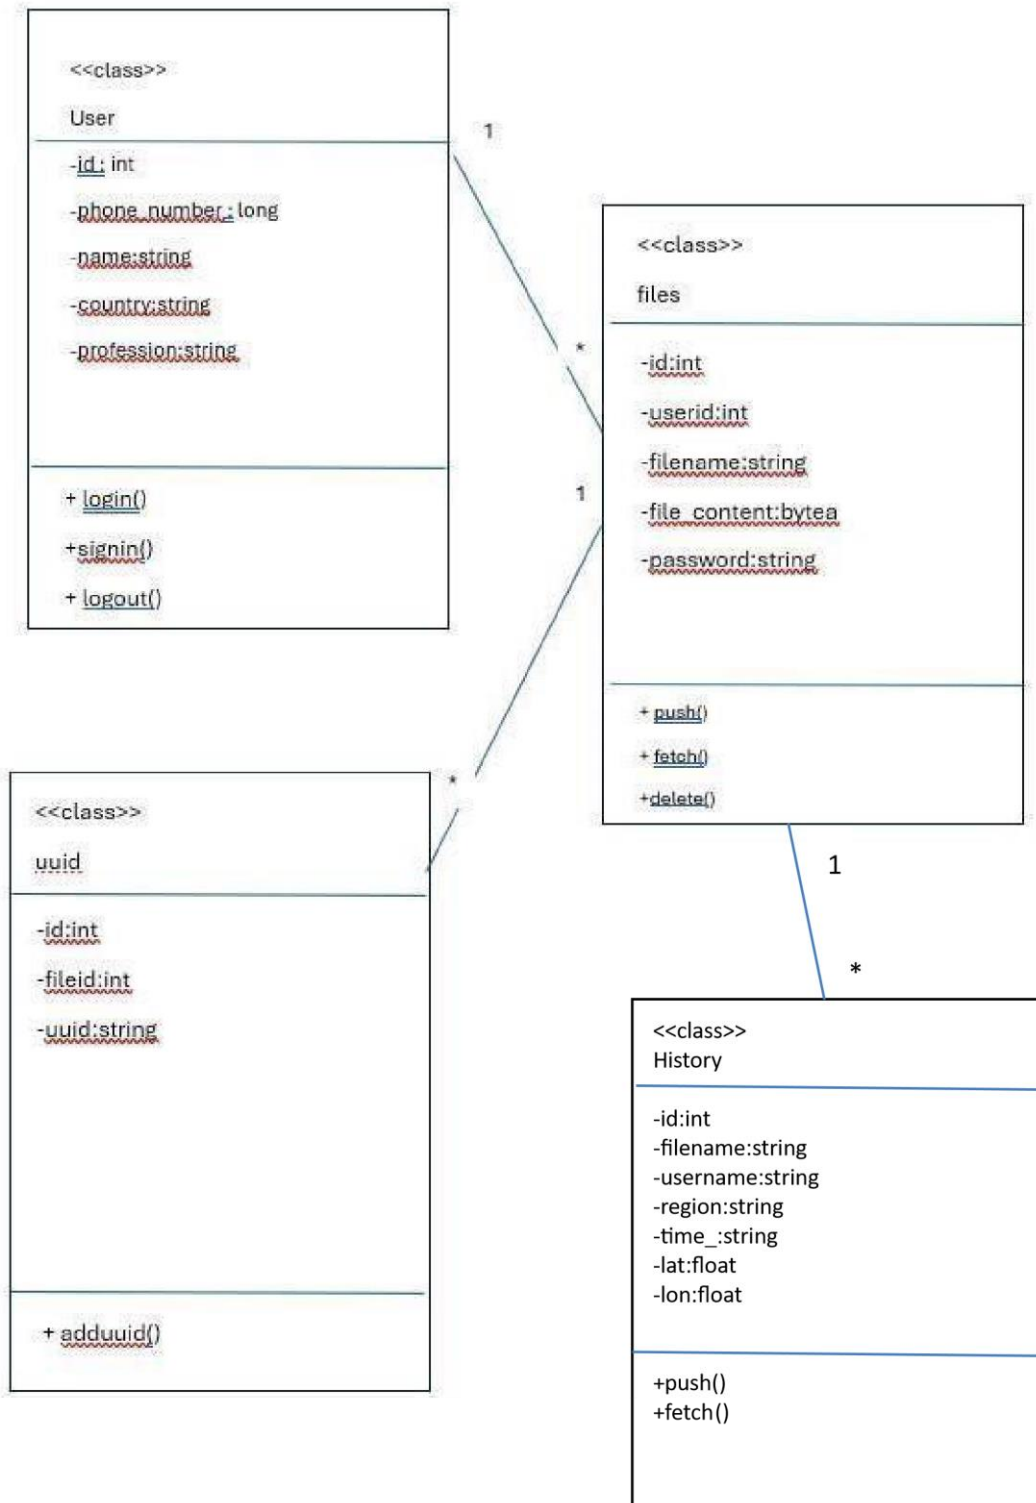 <<class>>
User
-id : int
-phone_number : long
-name:string
-country:string
-profession:string
+ login()
+signin()
+ logout()
1
*
<<class>>
files
-id:int
-userid:int
-filename:string
-file_content:bytea
-password:string
+ push()
+ fetch()
+delete()
1
*
<<class>>
uuid
-id:int
-fileid:int
-uuid:string
+ adduuid()
1
*
<<class>>
History
-id:int
-filename:string
-username:string
-region:string
-time_:string
-lat:float
-lon:float
+push()
+fetch()